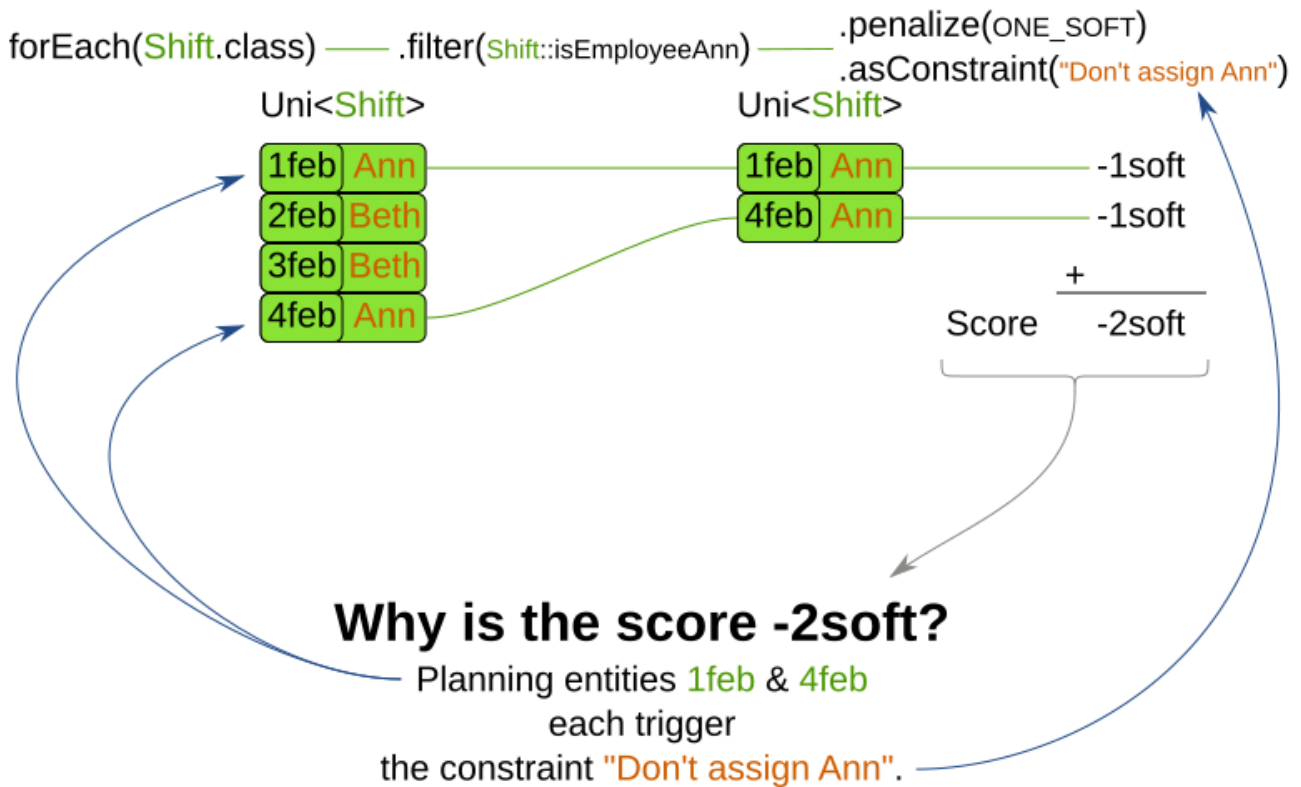 forEach(Shift.class) .filter(Shift::isEmployeeAnn) .penalize(ONE_SOFT)
.asConstraint("Don't assign Ann")
Uni<Shift> Uni<Shift>
1feb Ann 1feb Ann -1soft
2feb Beth 4feb Ann -1soft
3feb Beth +
4feb Ann Score -2soft
Why is the score -2soft?
Planning entities 1feb & 4feb
each trigger
the constraint "Don't assign Ann".